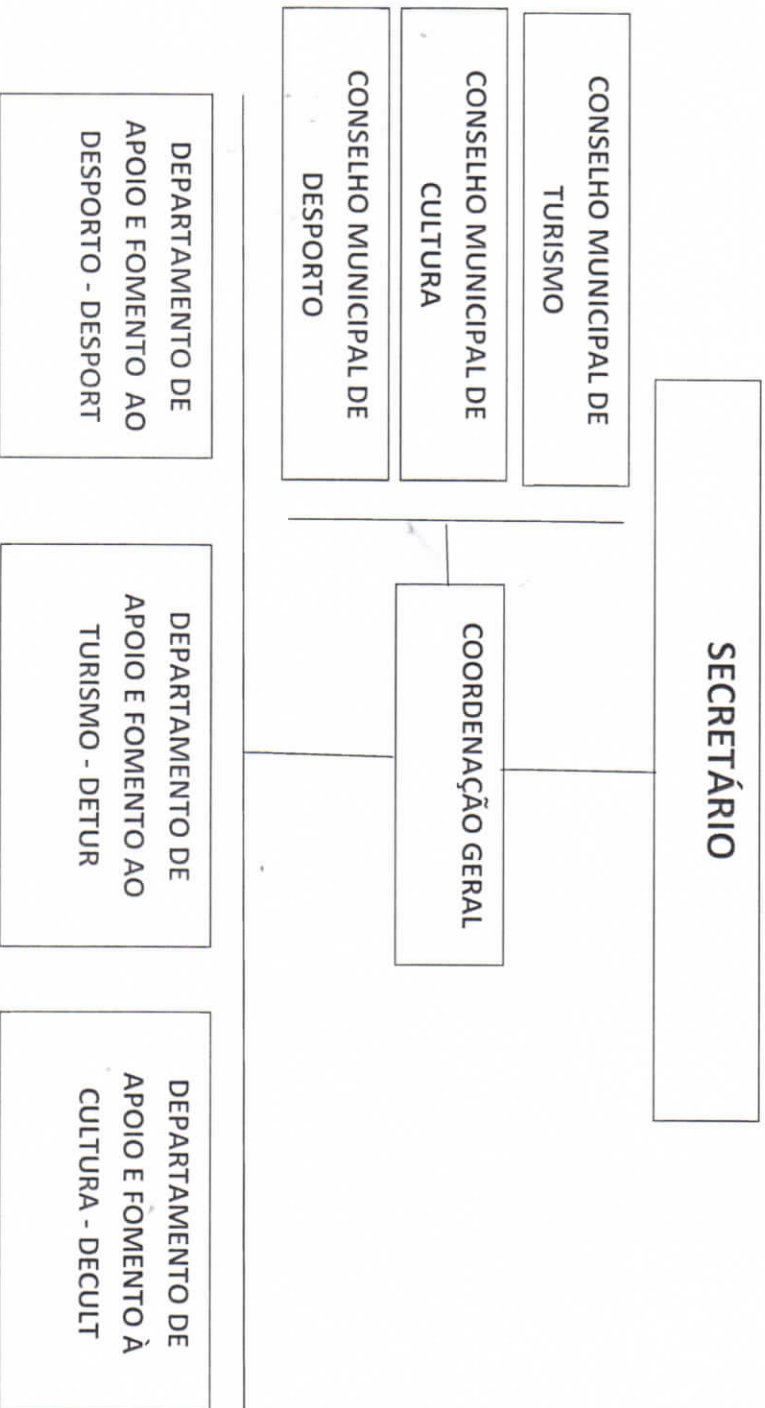 SECRETÁRIO
CONSELHO MUNICIPAL DE
TURISMO
CONSELHO MUNICIPAL DE
CULTURA
CONSELHO MUNICIPAL DE
DESPORTO
COORDENAÇÃO GERAL
DEPARTAMENTO DE
APOIO E FOMENTO AO
DESPORTO - DESPORT
DEPARTAMENTO DE
APOIO E FOMENTO AO
TURISMO - DETUR
DEPARTAMENTO DE
APOIO E FOMENTO À
CULTURA - DECULT